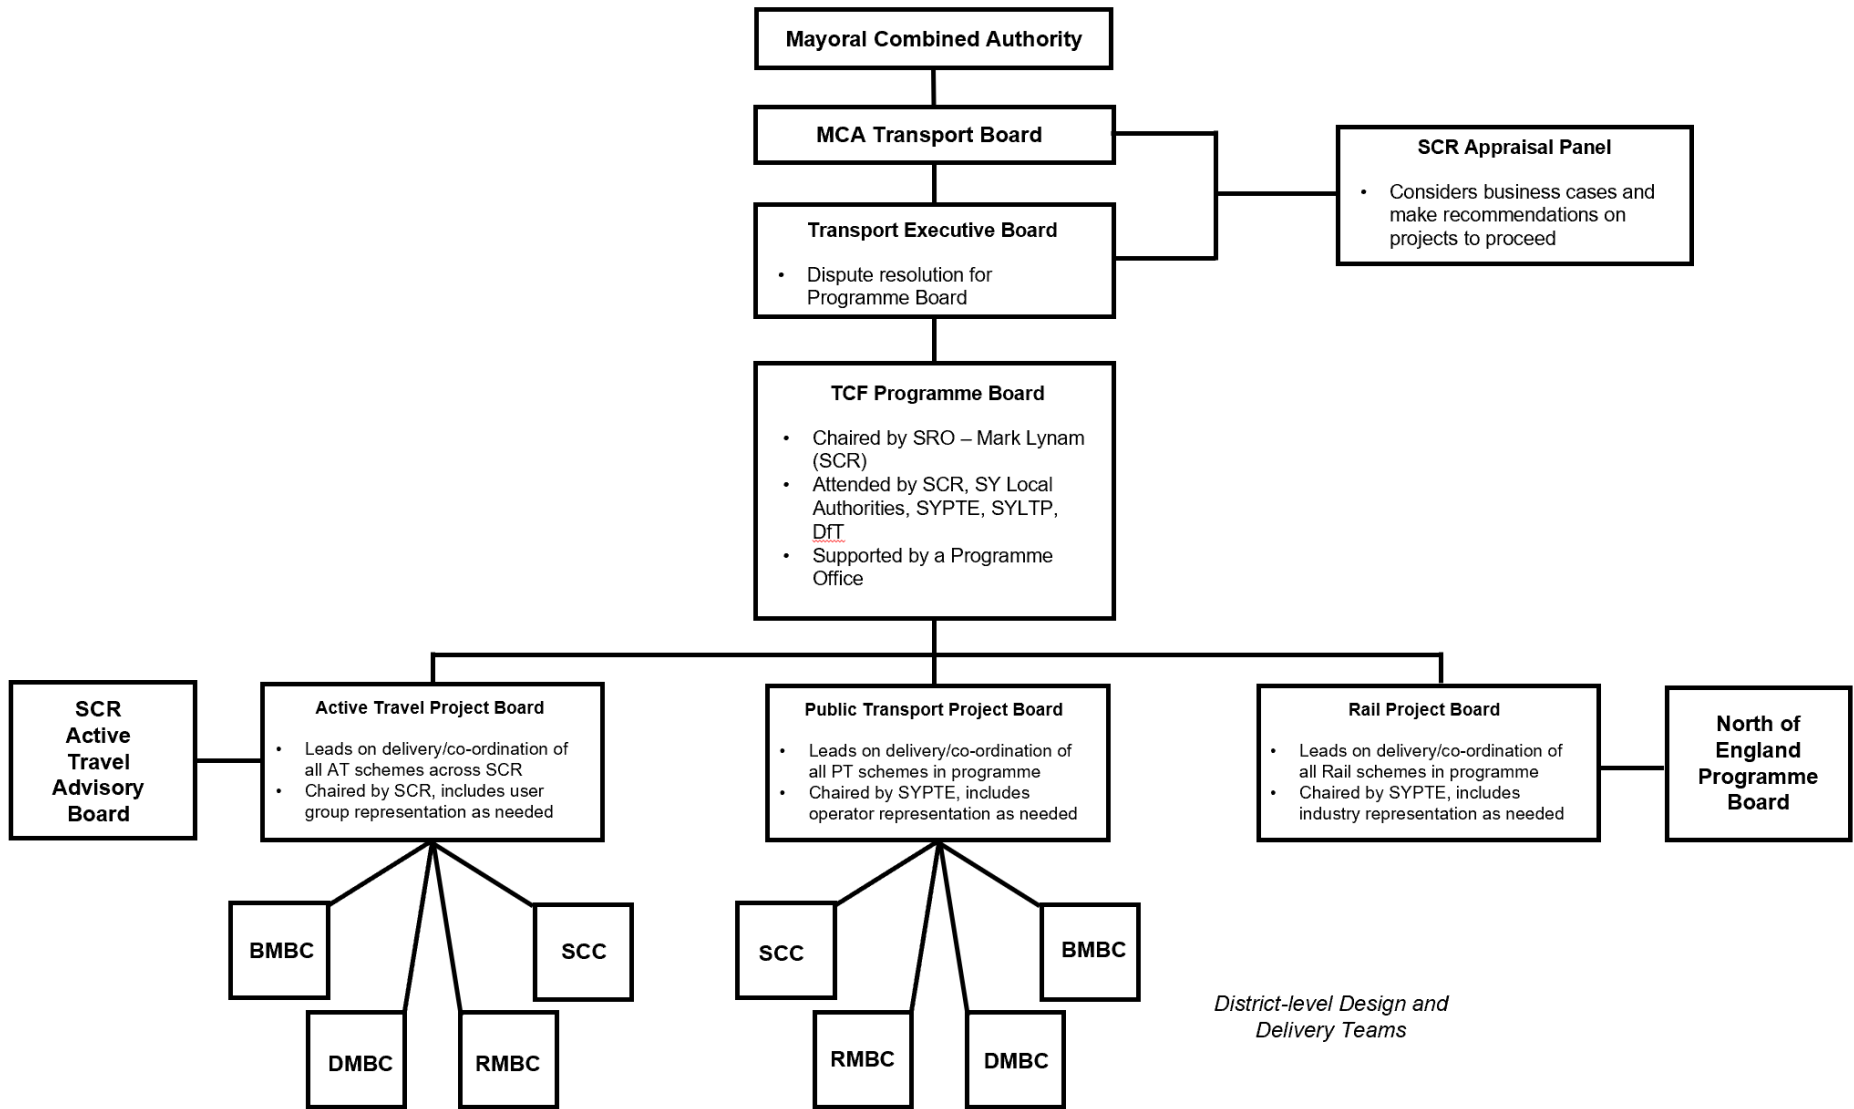 Mayoral Combined Authority
MCA Transport Board
SCR Appraisal Panel
• Considers business cases and
make recommendations on
projects to proceed
Transport Executive Board
• Dispute resolution for
Programme Board
TCF Programme Board
• Chaired by SRO – Mark Lynam
(SCR)
• Attended by SCR, SY Local
Authorities, SYPTE, SYLTP,
DfT
• Supported by a Programme
Office
SCR
Active
Travel
Advisory
Board
Active Travel Project Board
• Leads on delivery/co-ordination of
all AT schemes across SCR
• Chaired by SCR, includes user
group representation as needed
Public Transport Project Board
• Leads on delivery/co-ordination of
all PT schemes in programme
• Chaired by SYPTE, includes
operator representation as needed
Rail Project Board
• Leads on delivery/co-ordination of
all Rail schemes in programme
• Chaired by SYPTE, includes
industry representation as needed
North of
England
Programme
Board
BMBC
SCC
DMBC
RMBC
SCC
BMBC
RMBC
DMBC
District-level Design and
Delivery Teams